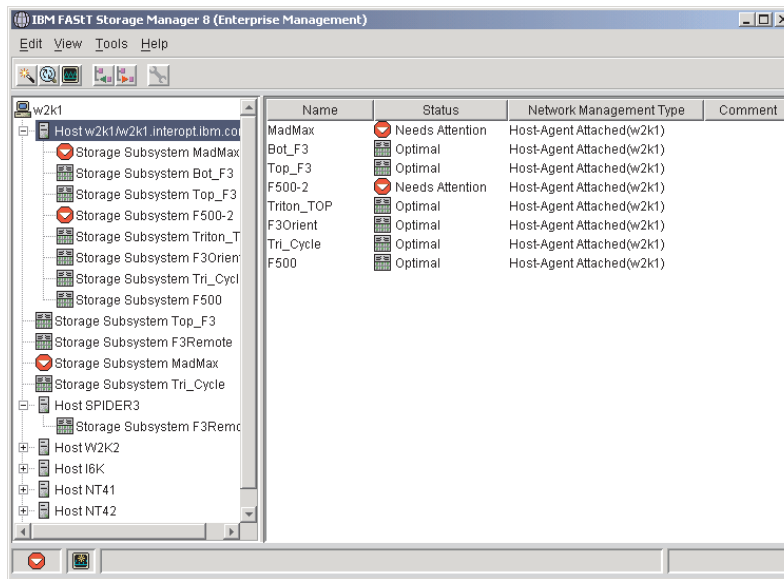 IBM FAStT Storage Manager 8 (Enterprise Management)
Edit View Tools Help
w2k1
Host w2k1/w2k1.interopt.ibm.co
Storage Subsystem MadMax
Storage Subsystem Bot_F3
Storage Subsystem Top_F3
Storage Subsystem F500-2
Storage Subsystem Triton_T
Storage Subsystem F3Orien
Storage Subsystem Tri_Cycl
Storage Subsystem F500
Storage Subsystem Top_F3
Storage Subsystem F3Remote
Storage Subsystem MadMax
Storage Subsystem Tri_Cycle
Host SPIDER3
Storage Subsystem F3Remo
Host W2K2
Host I6K
Host NT41
Host NT42
Name Status Network Management Type Comment
MadMax Needs Attention Host-Agent Attached(w2k1)
Bot_F3 Optimal Host-Agent Attached(w2k1)
Top_F3 Optimal Host-Agent Attached(w2k1)
F500-2 Needs Attention Host-Agent Attached(w2k1)
Triton_TOP Optimal Host-Agent Attached(w2k1)
F3Orient Optimal Host-Agent Attached(w2k1)
Tri_Cycle Optimal Host-Agent Attached(w2k1)
F500 Optimal Host-Agent Attached(w2k1)